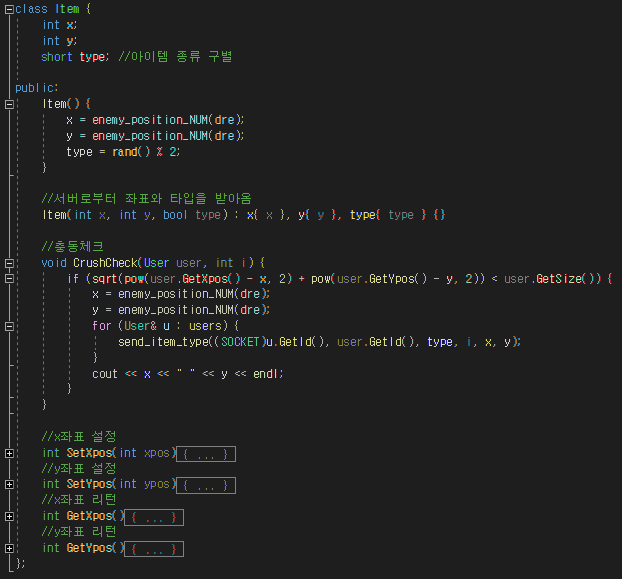 class Item {
int x;
int y;
short type; //아이템 종류 구별
public:
Item() {
x = enemy_position_NUM(dre);
y = enemy_position_NUM(dre);
type = rand() % 2;
}
//서버로부터 좌표와 타입을 받아옴
Item(int x, int y, bool type) : x{ x }, y{ y }, type{ type } {}
//충동체크
void CrushCheck(User user, int i) {
if (sqrt(pow(user.GetXpos() - x, 2) + pow(user.GetYpos() - y, 2)) < user.GetSize()) {
x = enemy_position_NUM(dre);
y = enemy_position_NUM(dre);
for (User& u : users) {
send_item_type((SOCKET)u.GetId(), user.GetId(), type, i, x, y);
}
cout << x << " " << y << endl;
}
}
//x좌표 설정
int SetXpos(int xpos){ ... }
//y좌표 설정
int SetYpos(int ypos){ ... }
//x좌표 리턴
int GetXpos(){ ... }
//y좌표 리턴
int GetYpos(){ ... }
};